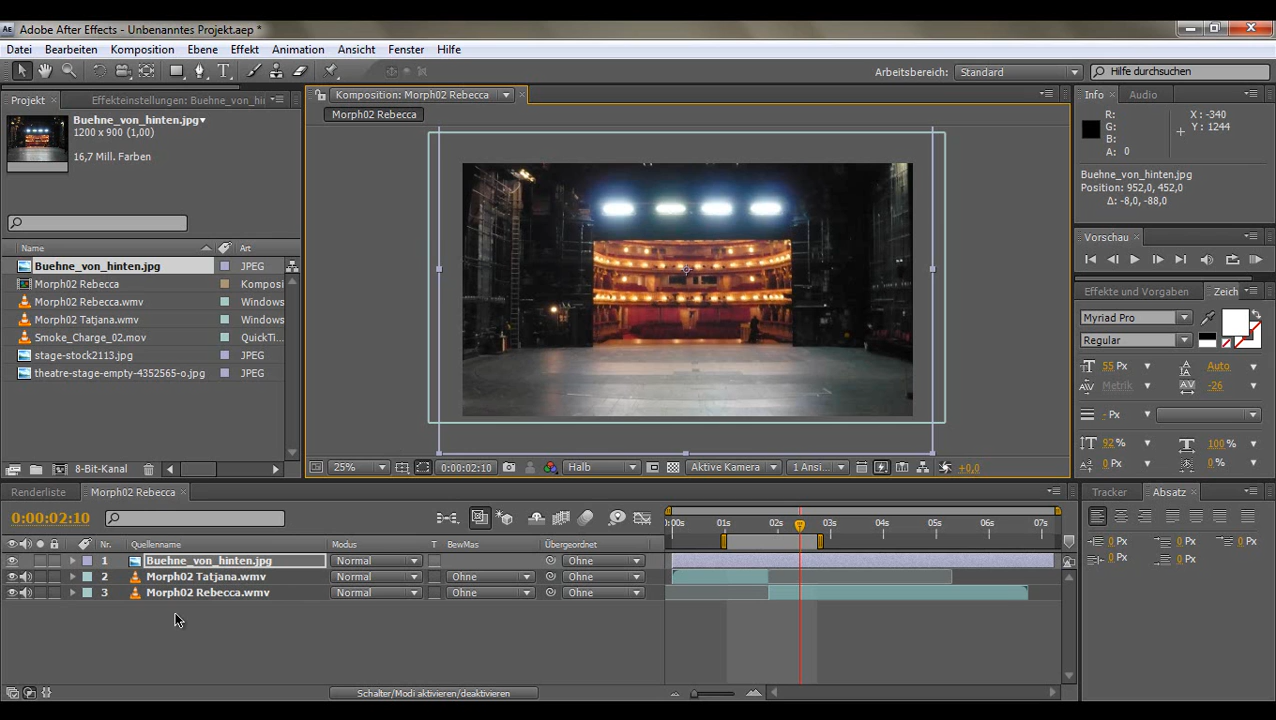 Adobe After Effects - Unbenanntes Projekt.aep *
Datei Bearbeiten Komposition Ebene Effekt Animation Ansicht Fenster Hilfe
Arbeitsbereich: Standard Hilfe durchsuchen
Projekt Effekteinstellungen: Buehne_von_hi
Buehne_von_hinten.jpg
1200 x 900 (1,00)
16,7 Mill. Farben
Name Art
Buehne_von_hinten.jpg JPEG
Morph02 Rebecca Komposi
Morph02 Rebecca.wmv Windows
Morph02 Tatjana.wmv Windows
Smoke_Charge_02.mov QuickTi...
stage-stock2113.jpg JPEG
theatre-stage-empty-4352565-o.jpg JPEG
8-Bit-Kanal
Komposition: Morph02 Rebecca
Morph02 Rebecca
25% 0:00:02:10 Halb Aktive Kamera 1 Ansi... +0,0
Info Audio
R: X : -340
G: Y : 1244
B:
A: 0
Buehne_von_hinten.jpg
Position: 952,0, 452,0
Δ: -8,0, -88,0
Vorschau
Effekte und Vorgaben Zeich
Myriad Pro
Regular
55 Px Auto
Metrik -26
- Px
92 % 100 %
0 Px 0 %
Renderliste Morph02 Rebecca
0:00:02:10
:00s 01s 02s 03s 04s 05s 06s 07s
Nr. Quellenname Modus T BewMas Übergeordnet
1 Buehne_von_hinten.jpg Normal Ohne
2 Morph02 Tatjana.wmv Normal Ohne Ohne
3 Morph02 Rebecca.wmv Normal Ohne Ohne
Schalter/Modi aktivieren/deaktivieren
Tracker Absatz
0 Px 0 Px 0 Px
0 Px 0 Px